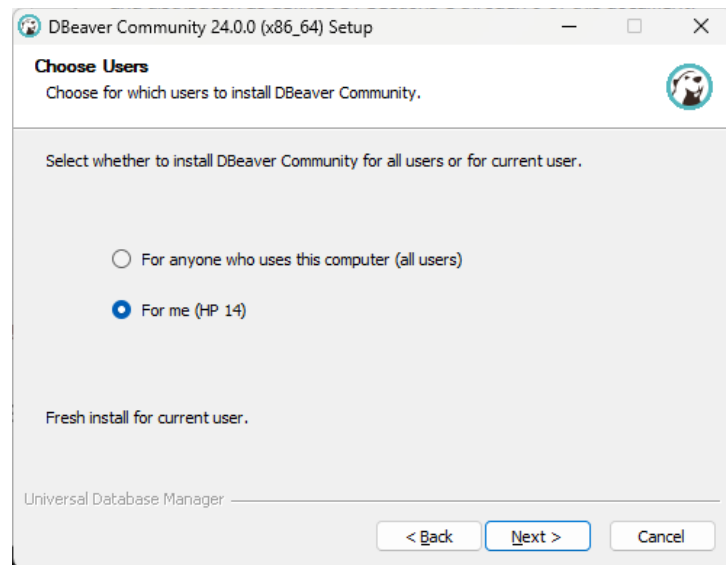 DBeaver Community 24.0.0 (x86_64) Setup
Choose Users
Choose for which users to install DBeaver Community.
Select whether to install DBeaver Community for all users or for current user.
For anyone who uses this computer (all users)
For me (HP 14)
Fresh install for current user.
Universal Database Manager
< Back Next > Cancel